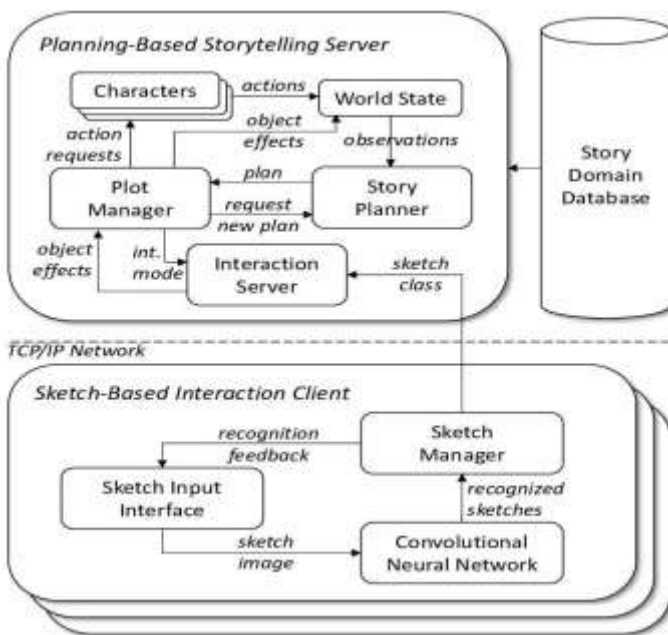 Planning-Based Storytelling Server
Characters
actions
World State
action
requests
object
effects
observations
Plot
Manager
plan
request
new plan
Story
Planner
object
effects
int.
mode
Interaction
Server
sketch
class
Story
Domain
Database
TCP/IP Network
Sketch-Based Interaction Client
recognition
feedback
Sketch
Manager
Sketch Input
Interface
recognized
sketches
sketch
image
Convolutional
Neural Network